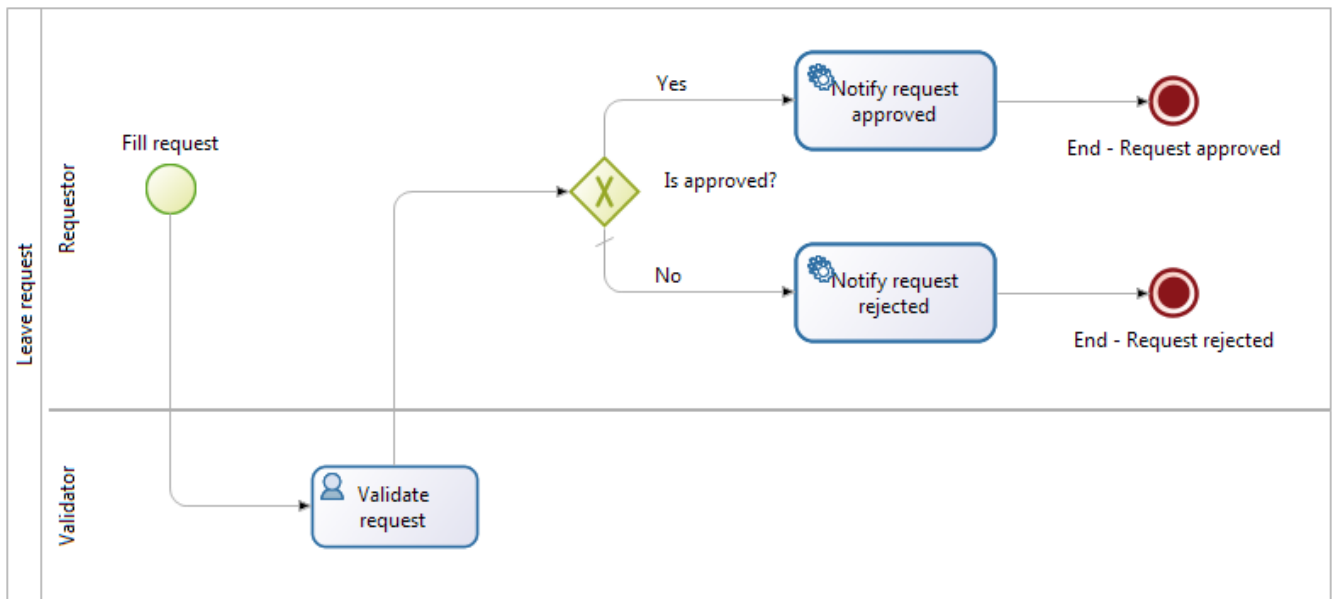 Leave request
Requestor
Fill request
Yes
Notify request
approved
End - Request approved
Is approved?
No
Notify request
rejected
End - Request rejected
Validator
Validate
request